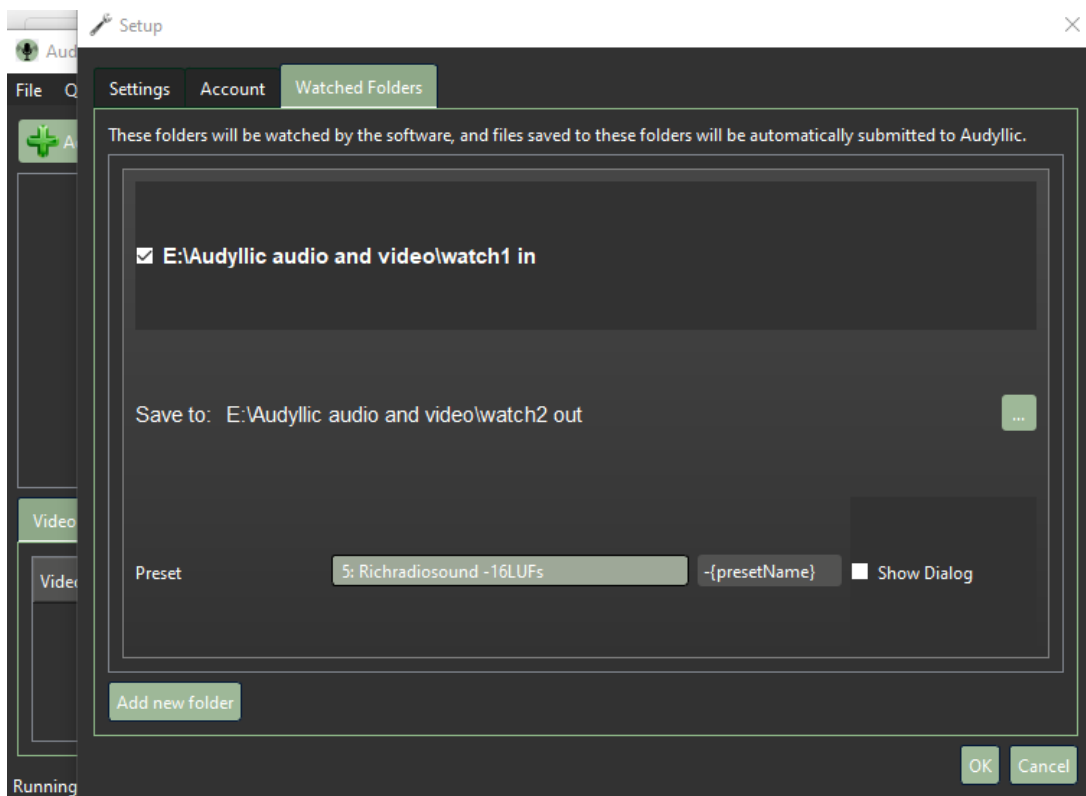 Setup
Aud
File Q
A
Settings Account Watched Folders
These folders will be watched by the software, and files saved to these folders will be automatically submitted to Audyllic.
E:\Audyllic audio and video\watch1 in
Save to: E:\Audyllic audio and video\watch2 out
...
Video
Preset 5: Richradiosound -16LUFs -{presetName} Show Dialog
Video
Add new folder
OK Cancel
Running